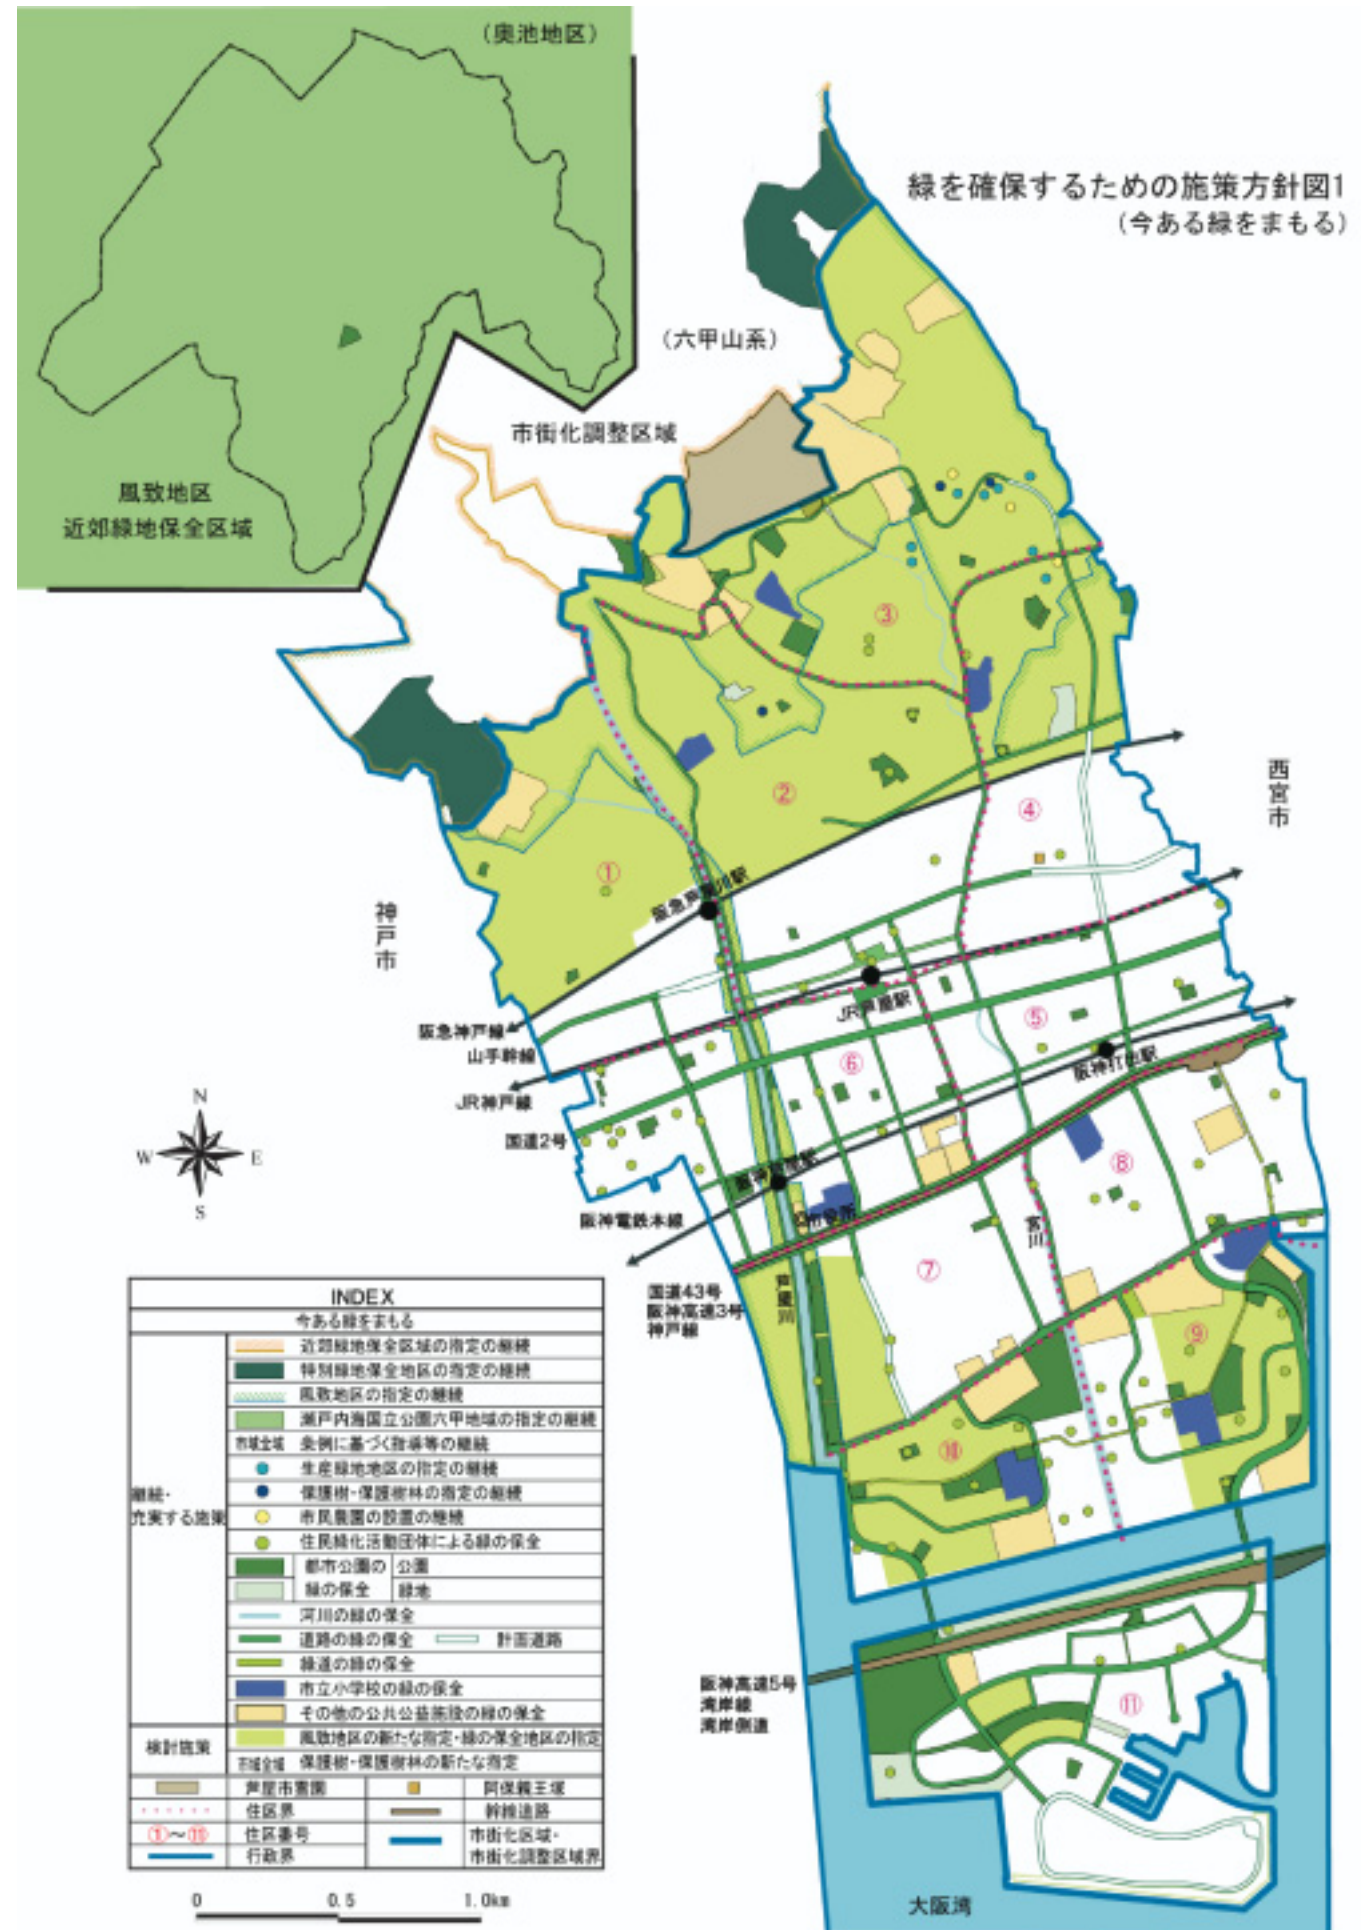 (奥池地区)
緑を確保するための施策方針図1
(今ある緑をまもる)
(六甲山系)
市街化調整区域
風致地区
近郊緑地保全区域
③
西宮市
②
④
①
阪急芦屋川駅
神戸市
JR芦屋駅
阪急神戸線
山手幹線
⑤
⑥
阪神打出駅
JR神戸線
N
W
E
S
国道2号
⑧
阪神芦屋駅
阪神電鉄本線
市役所
宮川
⑦
国道43号
阪神高速3号
神戸線
芦屋川
⑨
⑩
阪神高速5号
湾岸線
湾岸側道
⑪
大阪湾
INDEX
今ある緑をまもる
継続・
充実する施策
近郊緑地保全区域の指定の継続
特別緑地保全地区の指定の継続
風致地区の指定の継続
瀬戸内海国立公園六甲地域の指定の継続
市域全域 条例に基づく指導等の継続
生産緑地地区の指定の継続
保護樹・保護樹林の指定の継続
市民農園の設置の継続
住民緑化活動団体による緑の保全
都市公園の 公園
緑の保全 緑地
河川の緑の保全
道路の緑の保全 計画道路
緑道の緑の保全
市立小学校の緑の保全
その他の公共公益施設の緑の保全
検討施策
風致地区の新たな指定・緑の保全地区の指定
市域全域 保護樹・保護樹林の新たな指定
芦屋市霊園 阿保親王塚
住区界 幹線道路
①～⑪ 住区番号
市街化区域・
行政界 市街化調整区域界
0 0.5 1.0km